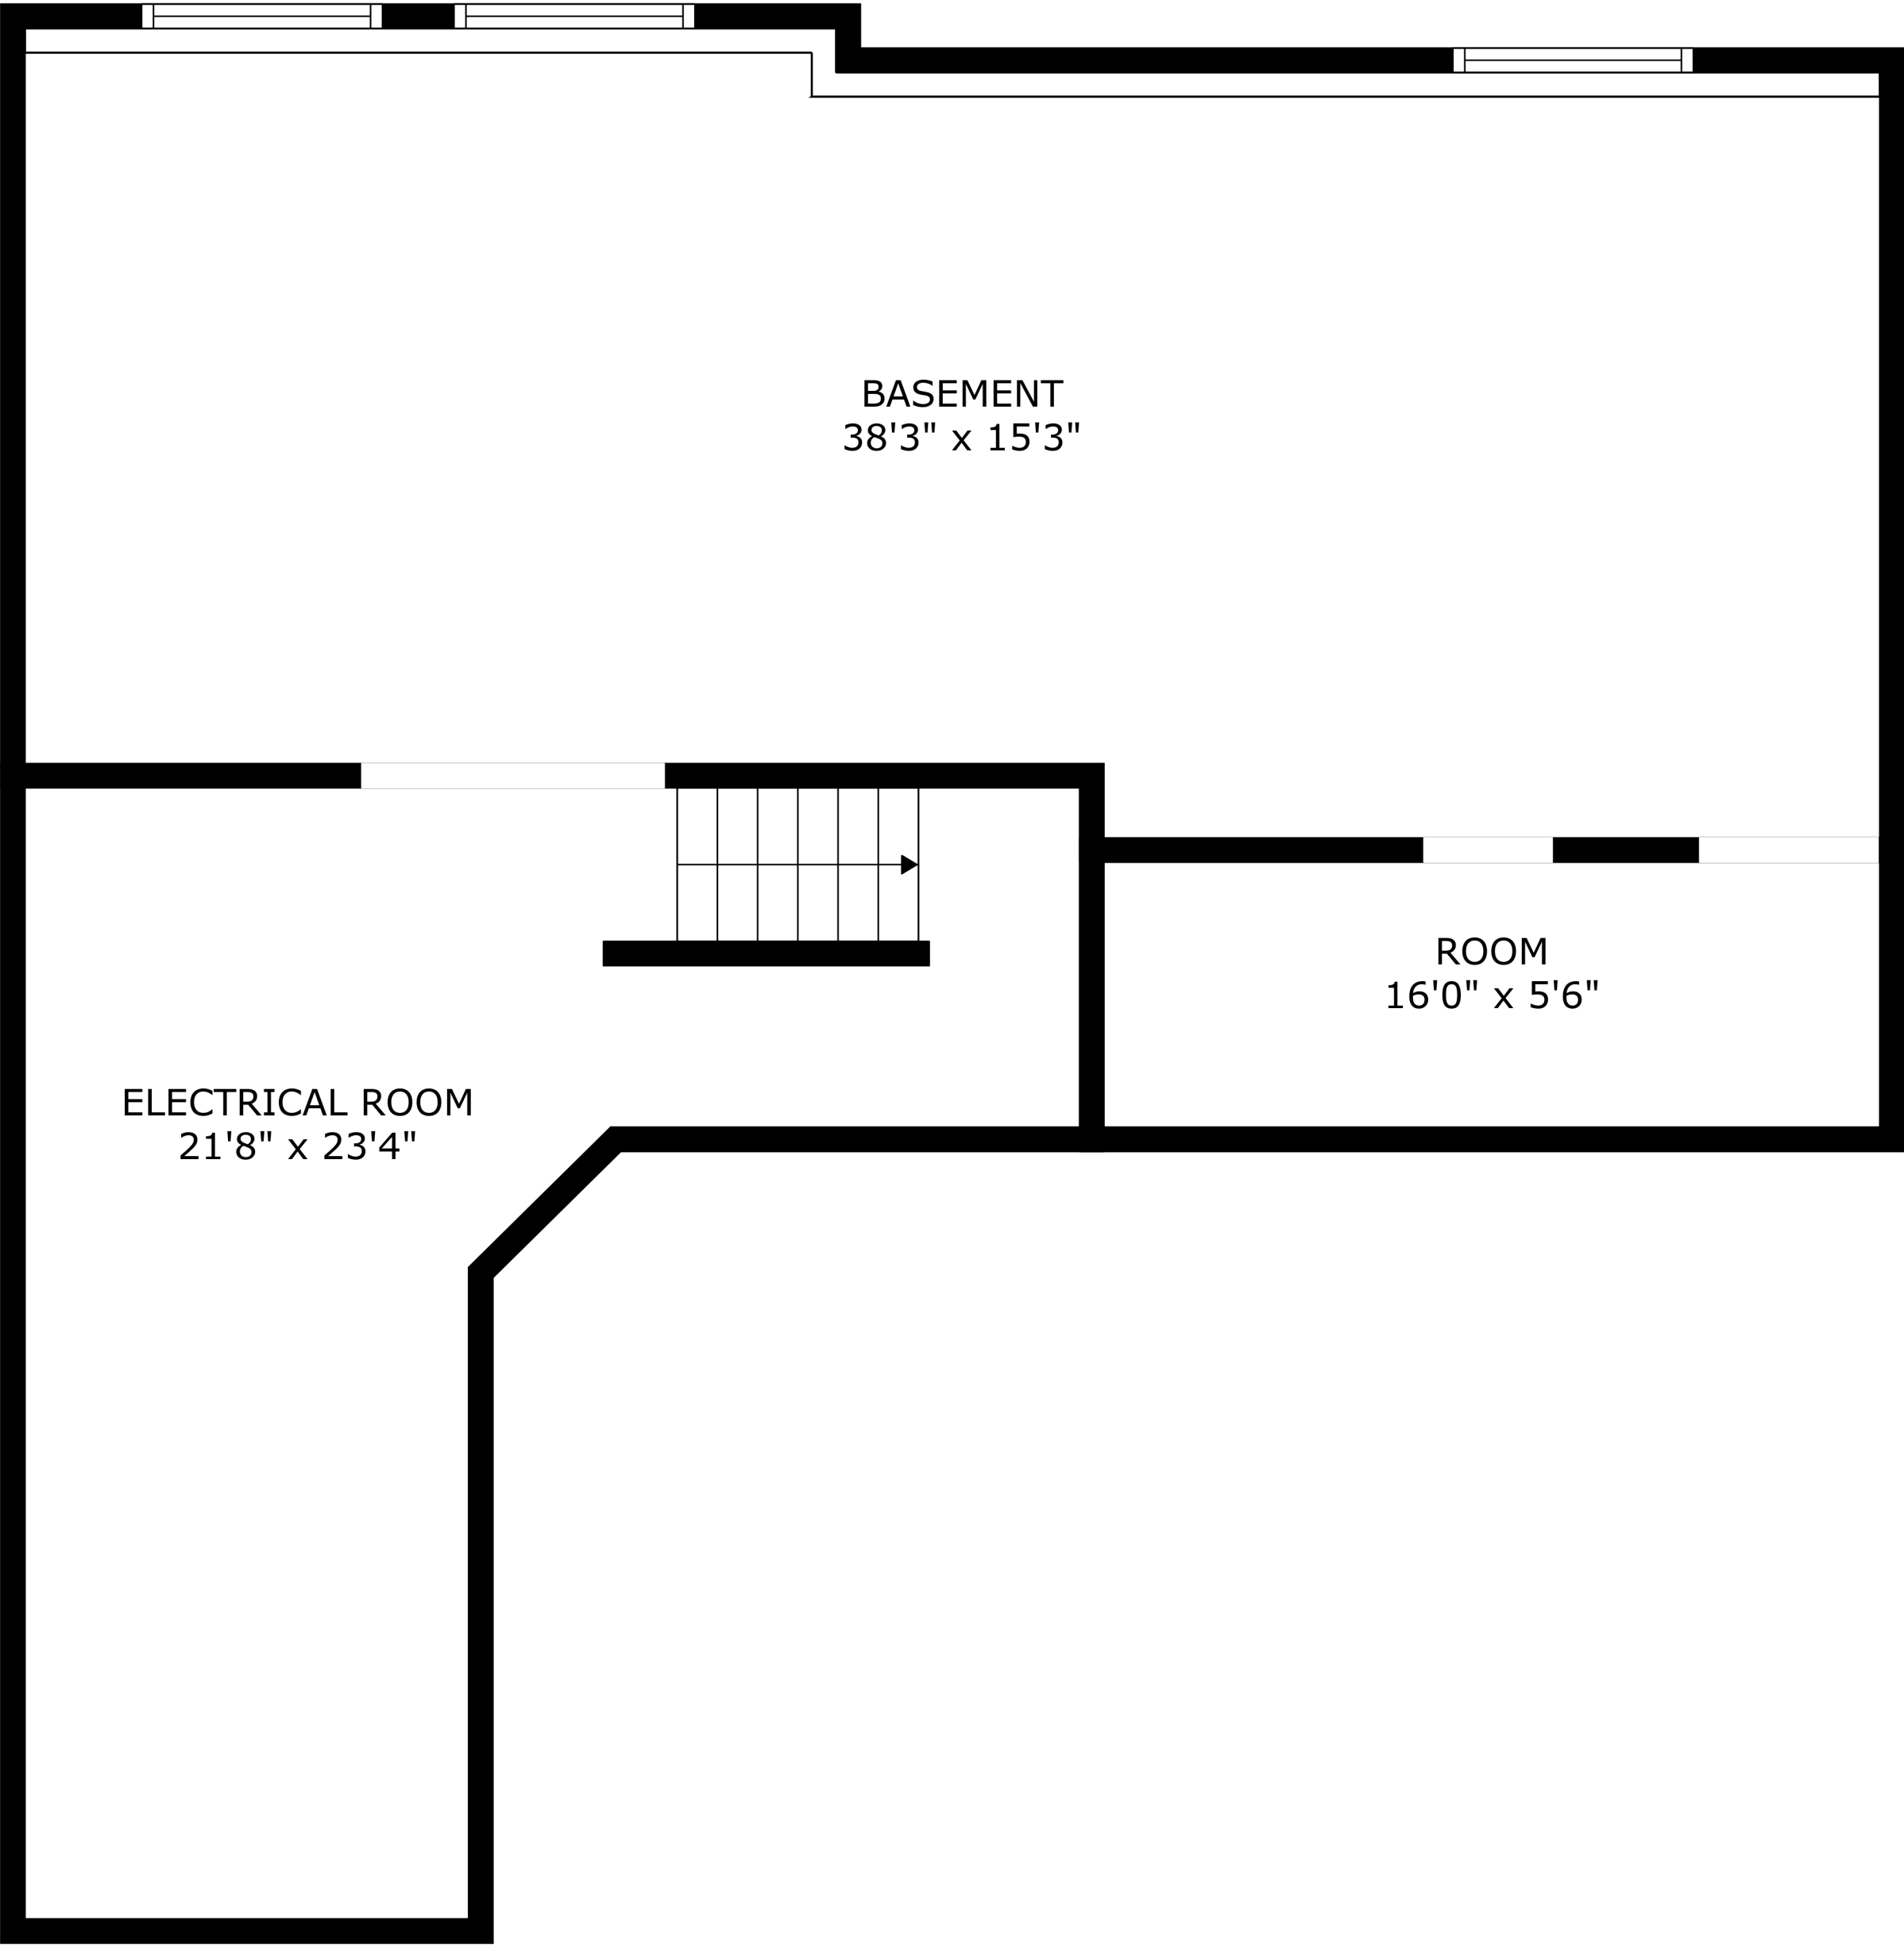 BASEMENT
38'3" x 15'3"
ROOM
16'0" x 5'6"
ELECTRICAL ROOM
21'8" x 23'4"